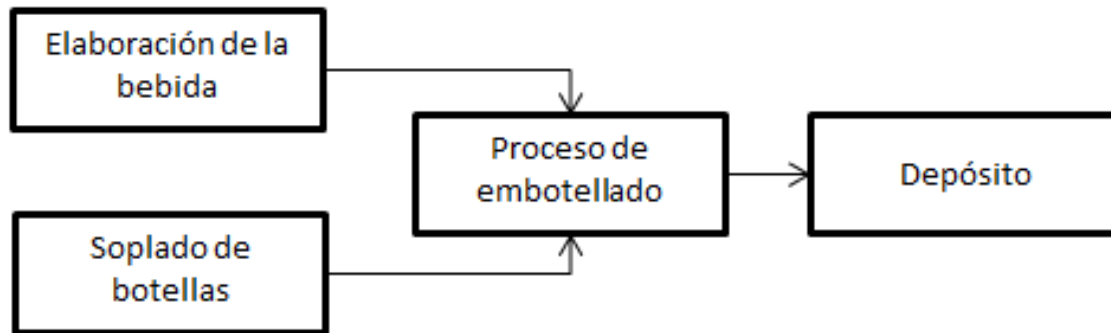 Elaboración de la
bebida
Proceso de
embotellado
Depósito
Soplado de
botellas